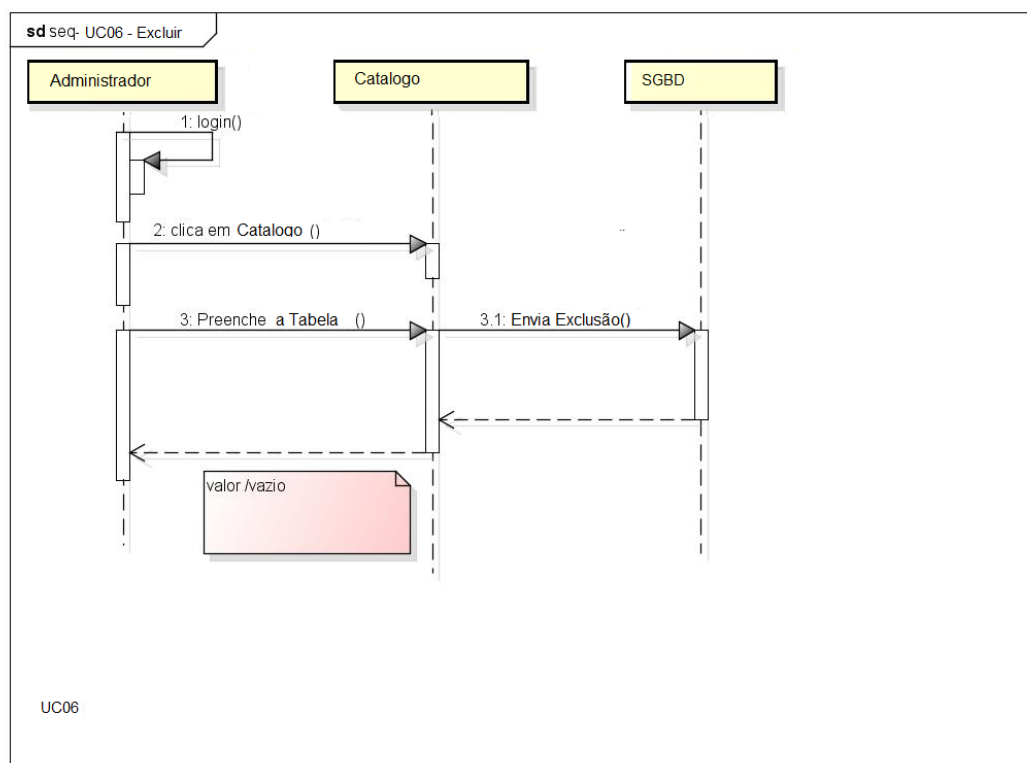 sd seq- UC06 - Excluir
Administrador
Catalogo
SGBD
1: login()
2: clica em Catalogo ()
3: Preenche a Tabela ()
3.1: Envia Exclusão()
valor /vazio
UC06